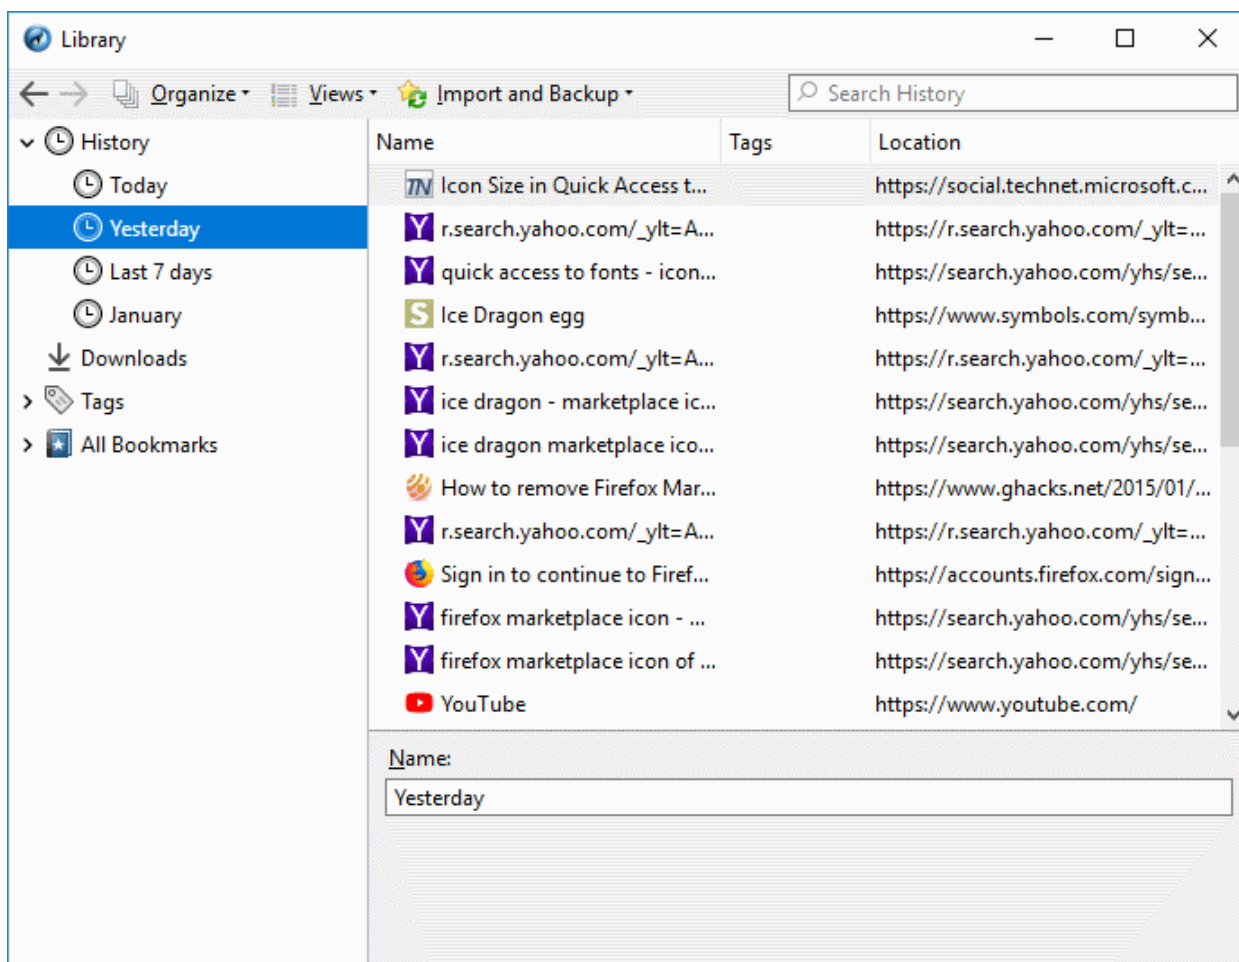 Library
Organize Views Import and Backup Search History
History Name Tags Location
Today Icon Size in Quick Access t... https://social.technet.microsoft.c...
Yesterday r.search.yahoo.com/_ylt=A... https://r.search.yahoo.com/_ylt=...
Last 7 days quick access to fonts - icon... https://search.yahoo.com/yhs/se...
January Ice Dragon egg https://www.symbols.com/symb...
Downloads r.search.yahoo.com/_ylt=A... https://r.search.yahoo.com/_ylt=...
Tags ice dragon - marketplace ic... https://search.yahoo.com/yhs/se...
All Bookmarks ice dragon marketplace ico... https://search.yahoo.com/yhs/se...
How to remove Firefox Mar... https://www.ghacks.net/2015/01/...
r.search.yahoo.com/_ylt=A... https://r.search.yahoo.com/_ylt=...
Sign in to continue to Firef... https://accounts.firefox.com/sign...
firefox marketplace icon - ... https://search.yahoo.com/yhs/se...
firefox marketplace icon of ... https://search.yahoo.com/yhs/se...
YouTube https://www.youtube.com/
Name:
Yesterday